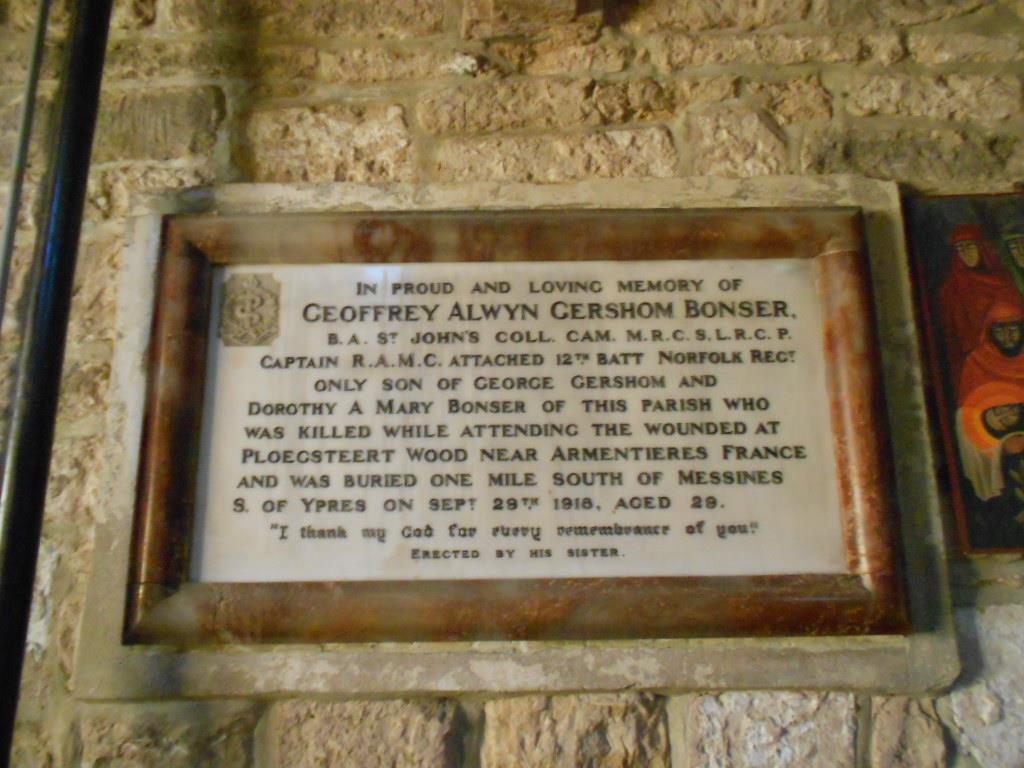 IN PROUD AND LOVING MEMORY OF
GEOFFREY ALWYN GERSHOM BONSER,
B.A. ST JOHN'S COLL. CAM. M.R.C.S, L.R.C.P.
CAPTAIN R.A.M.C. ATTACHED 12TH BATT NORFOLK REGT
ONLY SON OF GEORGE GERSHOM AND
DOROTHY A MARY BONSER OF THIS PARISH WHO
WAS KILLED WHILE ATTENDING THE WOUNDED AT
PLOEGSTEERT WOOD NEAR ARMENTIERES FRANCE
AND WAS BURIED ONE MILE SOUTH OF MESSINES
S. OF YPRES ON SEPT 29TH 1918, AGED 29.
"I thank my God for every remembrance of you."
ERECTED BY HIS SISTER.